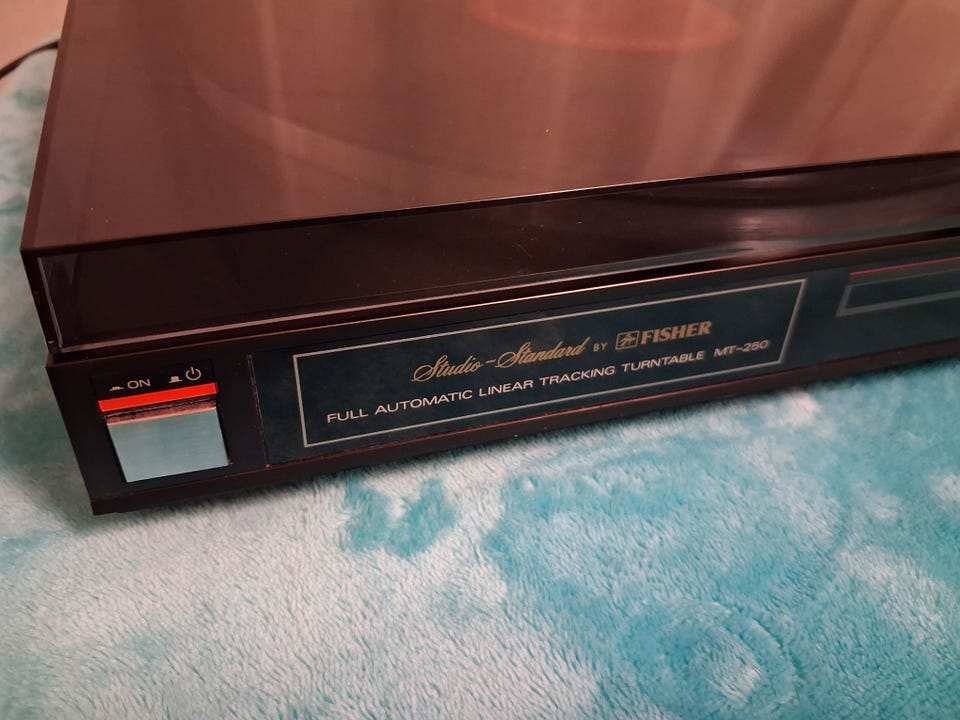 ON
Studio-Standard BY FISHER
FULL AUTOMATIC LINEAR TRACKING TURNTABLE MT-250